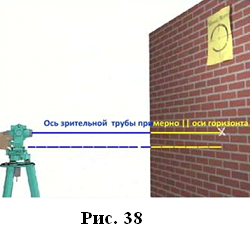 Ось зрительной трубы примерно || оси горизонта
Рис. 38